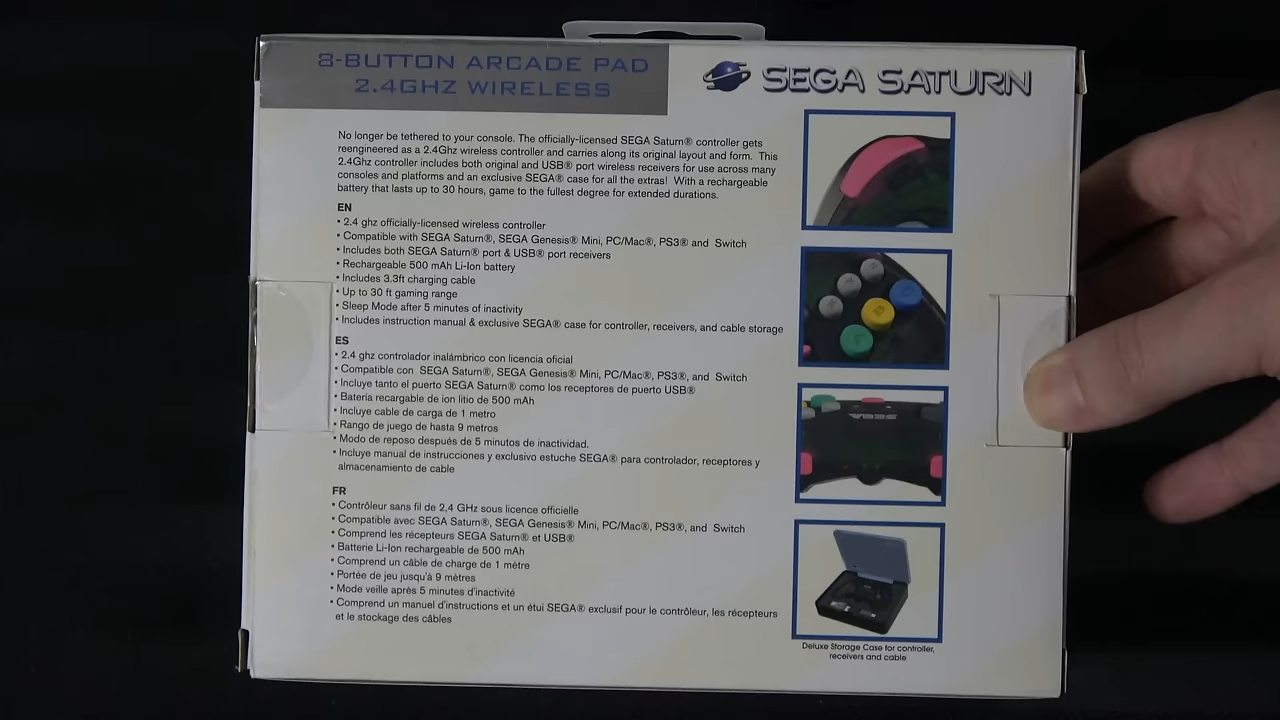 8-BUTTON ARCADE PAD
2.4GHZ WIRELESS
SEGA SATURN
No longer be tethered to your console. The officially-licensed SEGA Saturn® controller gets
reengineered as a 2.4Ghz wireless controller and carries along its original layout and form. This
2.4Ghz controller includes both original and USB® port wireless receivers for use across many
consoles and platforms and an exclusive SEGA® case for all the extras! With a rechargeable
battery that lasts up to 30 hours, game to the fullest degree for extended durations.
EN
• 2.4 ghz officially-licensed wireless controller
• Compatible with SEGA Saturn®, SEGA Genesis® Mini, PC/Mac®, PS3® and Switch
• Includes both SEGA Saturn® port & USB® port receivers
• Rechargeable 500 mAh Li-Ion battery
• Includes 3.3ft charging cable
• Up to 30 ft gaming range
• Sleep Mode after 5 minutes of inactivity
• Includes instruction manual & exclusive SEGA® case for controller, receivers, and cable storage
ES
• 2.4 ghz controlador inalámbrico con licencia oficial
• Compatible con SEGA Saturn®, SEGA Genesis® Mini, PC/Mac®, PS3®, and Switch
• Incluye tanto el puerto SEGA Saturn® como los receptores de puerto USB®
• Bateria recargable de ion litio de 500 mAh
• Incluye cable de carga de 1 metro
• Rango de juego de hasta 9 metros
• Modo de reposo después de 5 minutos de inactividad.
• Incluye manual de instrucciones y exclusivo estuche SEGA® para controlador, receptores y
almacenamiento de cable
FR
• Contrôleur sans fil de 2,4 GHz sous licence officielle
• Compatible avec SEGA Saturn®, SEGA Genesis® Mini, PC/Mac®, PS3®, and Switch
• Comprend les récepteurs SEGA Saturn® et USB®
• Batterie Li-Ion rechargeable de 500 mAh
• Comprend un câble de charge de 1 mètre
• Portée de jeu jusqu'à 9 mètres
• Mode veille après 5 minutes d'inactivité
• Comprend un manuel d'instructions et un étui SEGA® exclusif pour le contrôleur, les récepteurs
et le stockage des câbles
SEGA
Deluxe Storage Case for controller,
receivers and cable